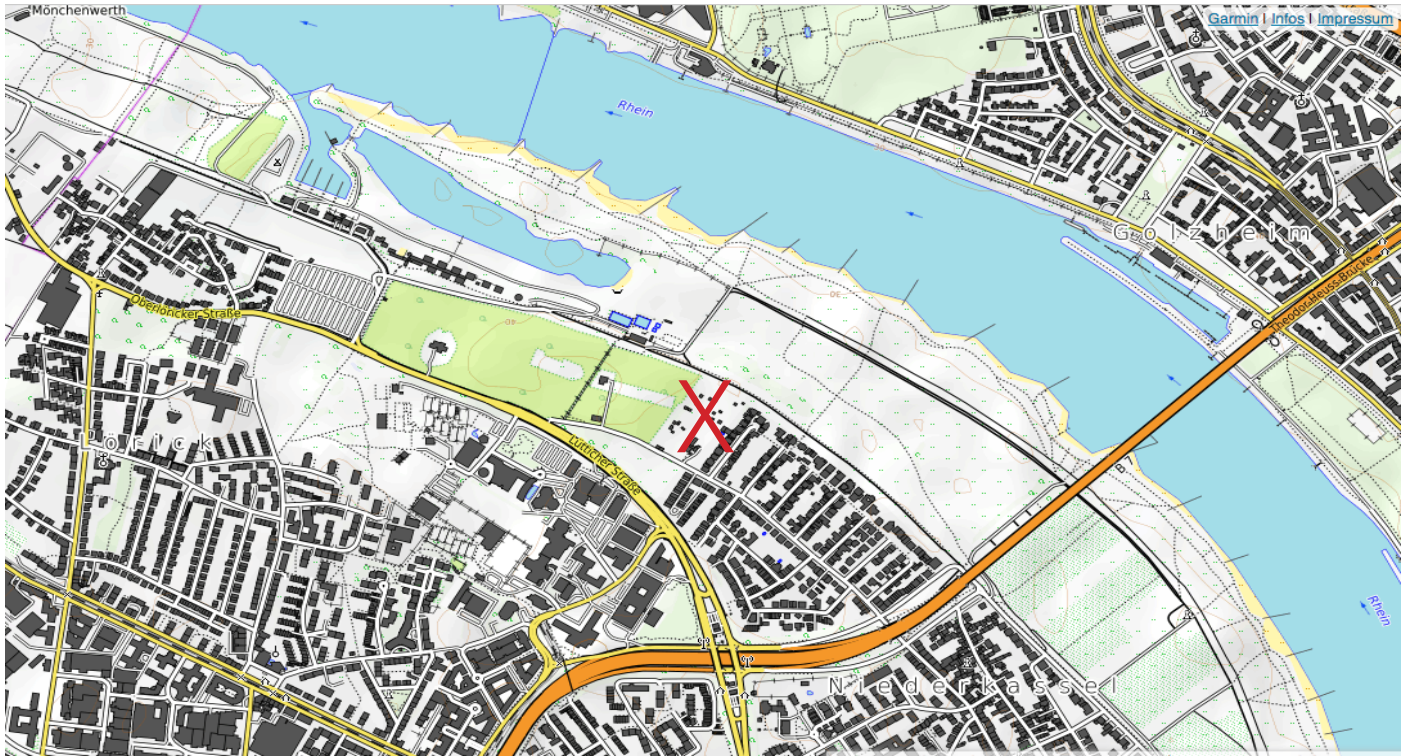 Mönchenwerth
Garmin | Infos | Impressum
Rhein
Golzheim
Theodor-Heuss-Brücke
Oberlöricker Straße
Lörick
Lütticher Straße
X
Rhein
Niederkassel